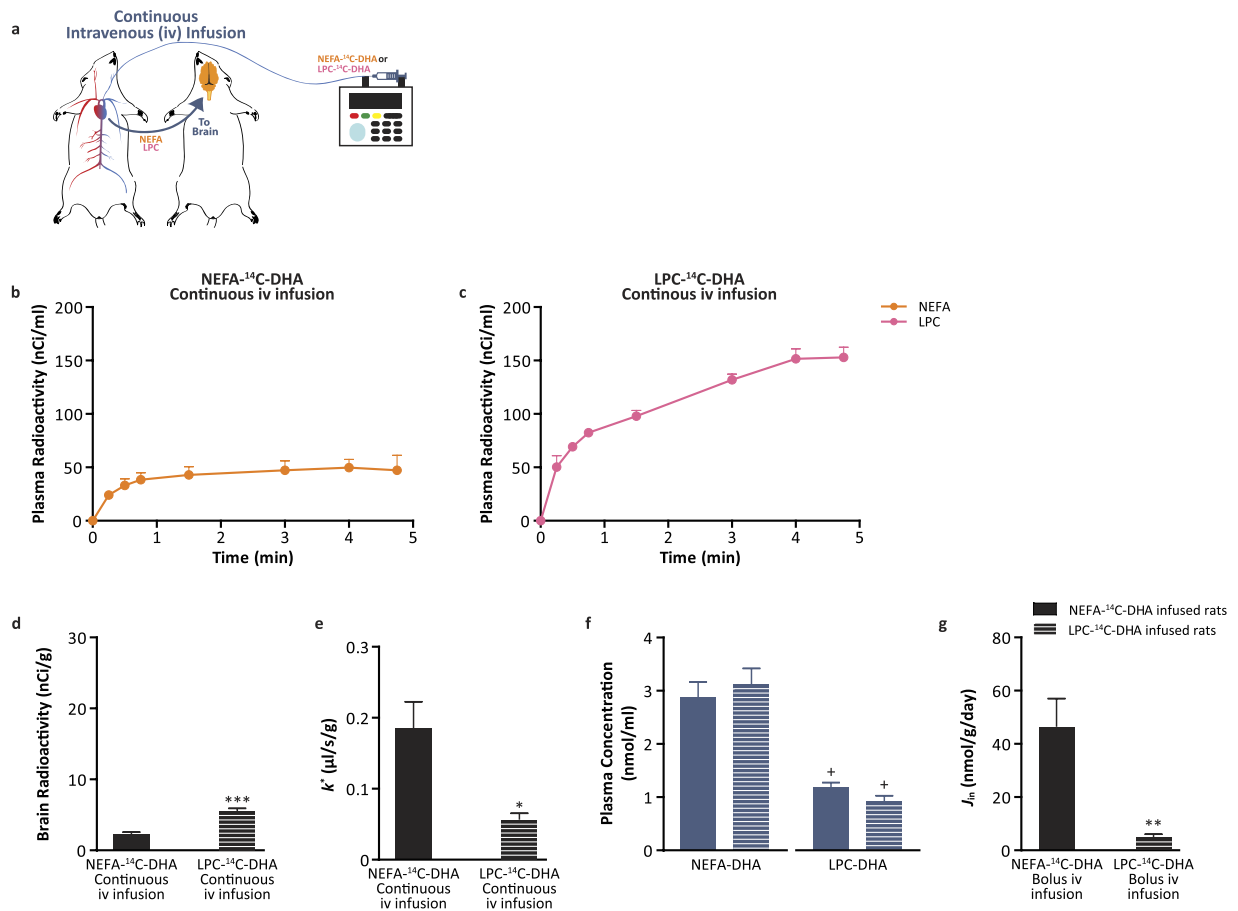 a
Continuous
Intravenous (iv) Infusion
NEFA-¹⁴C-DHA or
LPC-¹⁴C-DHA
To
Brain
NEFA
LPC
b
NEFA-¹⁴C-DHA
Continuous iv infusion
Plasma Radioactivity (nCi/ml)
200
150
100
50
0
0 1 2 3 4 5
Time (min)
c
LPC-¹⁴C-DHA
Continous iv infusion
Plasma Radioactivity (nCi/ml)
200
150
100
50
0
0 1 2 3 4 5
Time (min)
NEFA
LPC
d
Brain Radioactivity (nCi/g)
30
20
10
0
***
NEFA-¹⁴C-DHA LPC-¹⁴C-DHA
Continuous Continuous
iv infusion iv infusion
e
k* (µl/s/g)
0.3
0.2
0.1
0
*
NEFA-¹⁴C-DHA LPC-¹⁴C-DHA
Continuous Continuous
iv infusion iv infusion
f
Plasma Concentration
(nmol/ml)
4
3
2
1
0
+ +
NEFA-DHA LPC-DHA
NEFA-¹⁴C-DHA infused rats
LPC-¹⁴C-DHA infused rats
g
Jin (nmol/g/day)
80
60
40
20
0
**
NEFA-¹⁴C-DHA LPC-¹⁴C-DHA
Bolus iv Bolus iv
infusion infusion